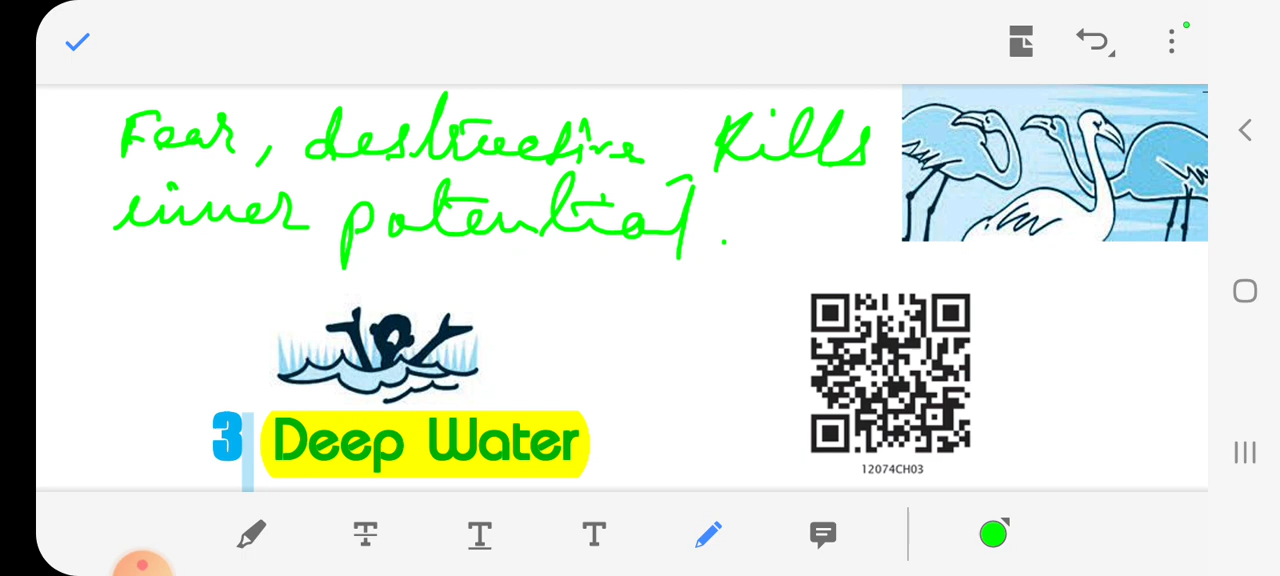 Fear, destructive kills
inner potential.
12074CH03
3 Deep Water
T T T